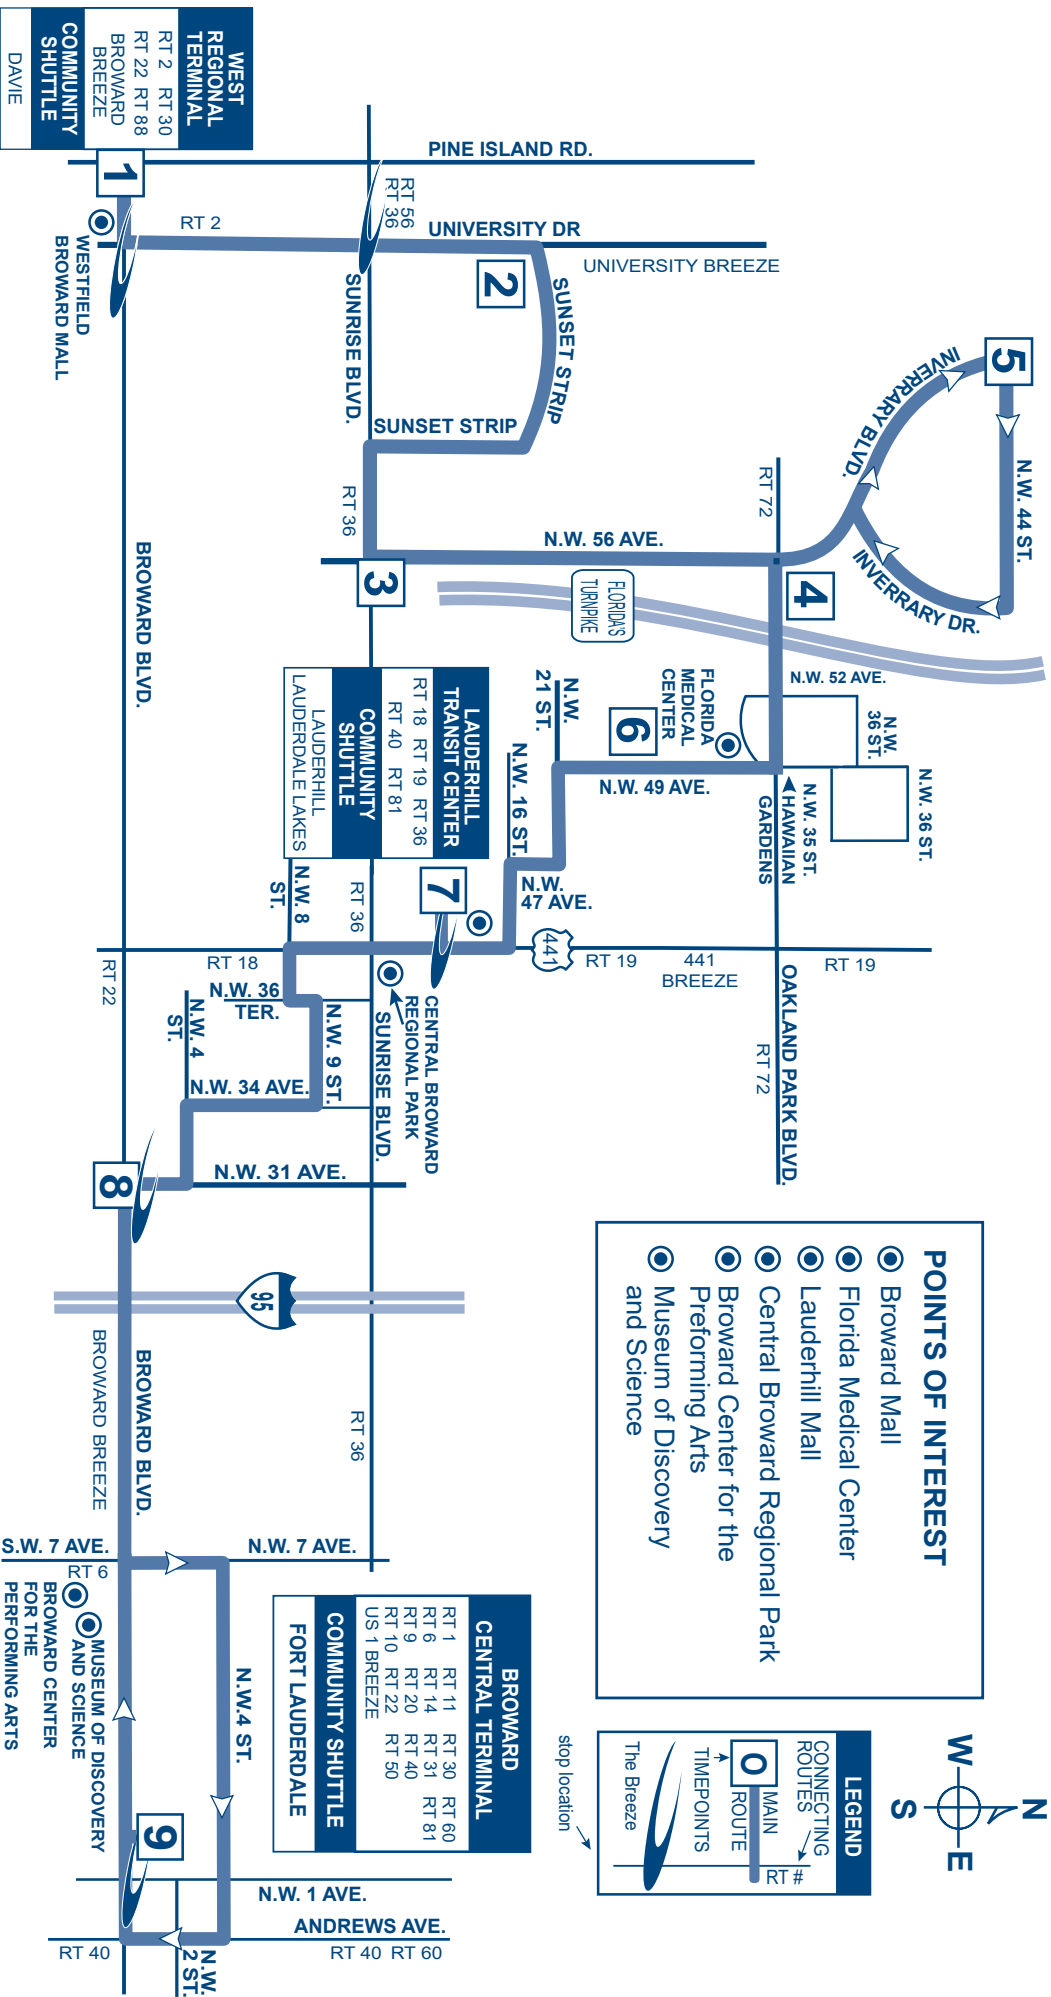 WEST
REGIONAL
TERMINAL
RT 2 RT 30
RT 22 RT 88
BROWARD
BREEZE
COMMUNITY
SHUTTLE
DAVIE
1
PINE ISLAND RD.
RT 2
WESTFIELD
BROWARD MALL
RT 56
RT 36
UNIVERSITY DR
UNIVERSITY BREEZE
2
SUNSET STRIP
SUNRISE BLVD.
SUNSET STRIP
RT 36
BROWARD BLVD.
3
N.W. 56 AVE.
RT 72
4
5
INVERRARY BLVD.
N.W. 44 ST.
INVERRARY DR.
FLORIDA'S
TURNPIKE
N.W. 52 AVE.
N.W.
36 ST.
N.W. 36 ST.
N.W. 35 ST.
HAWAIIAN
GARDENS
FLORIDA
MEDICAL
CENTER
6
N.W. 49 AVE.
N.W.
21 ST.
N.W. 16 ST.
N.W.
47 AVE.
LAUDERHILL
TRANSIT CENTER
RT 18 RT 19 RT 36
RT 40 RT 81
COMMUNITY
SHUTTLE
LAUDERHILL
LAUDERDALE LAKES
7
N.W. 8
ST.
RT 36
441
RT 19
441
BREEZE
RT 19
OAKLAND PARK BLVD.
RT 72
RT 18
RT 22
CENTRAL BROWARD
REGIONAL PARK
SUNRISE BLVD.
N.W. 36
TER.
N.W. 9 ST.
N.W. 4
ST.
N.W. 34 AVE.
N.W. 31 AVE.
8
95
BROWARD BLVD.
BROWARD BREEZE
RT 36
S.W. 7 AVE.
N.W. 7 AVE.
RT 6
BROWARD CENTER
FOR THE
PERFORMING ARTS
MUSEUM OF DISCOVERY
AND SCIENCE
N.W.4 ST.
9
N.W. 1 AVE.
ANDREWS AVE.
RT 40
RT 40 RT 60
N.W.
2 ST.
BROWARD
CENTRAL TERMINAL
RT 1 RT 11 RT 30 RT 60
RT 6 RT 14 RT 31 RT 81
RT 9 RT 20 RT 40
RT 10 RT 22 RT 50
US 1 BREEZE
COMMUNITY SHUTTLE
FORT LAUDERDALE
POINTS OF INTEREST
Broward Mall
Florida Medical Center
Lauderhill Mall
Central Broward Regional Park
Broward Center for the
Preforming Arts
Museum of Discovery
and Science
LEGEND
CONNECTING
ROUTES
RT #
O
MAIN
ROUTE
TIMEPOINTS
The Breeze
stop location
N
W
E
S